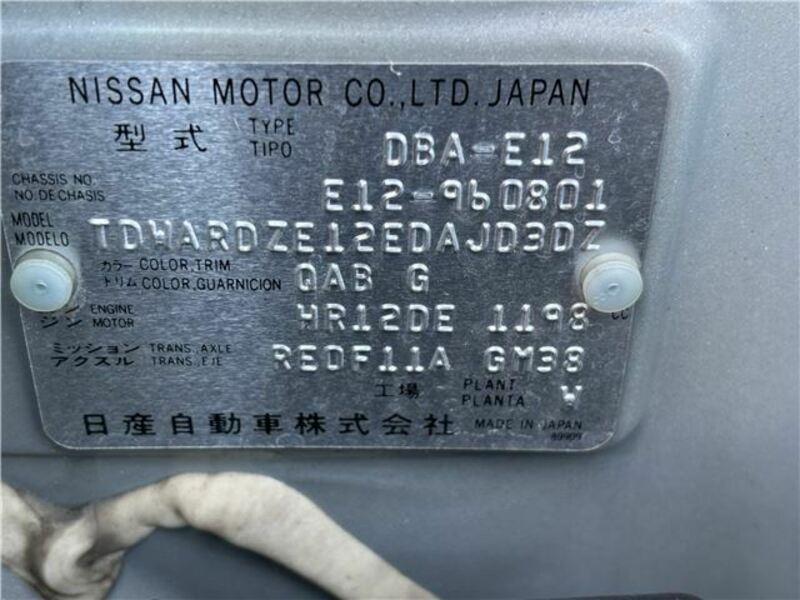 NISSAN MOTOR CO.,LTD. JAPAN
型式 TYPE TIPO DBA-E12
CHASSIS NO. NO.DE CHASIS E12-960801
MODEL MODELO TDWARDZE12EDAJD3DZ
カラー COLOR,TRIM
トリム COLOR,GUARNICION QAB G
ENGINE
ジン MOTOR HR12DE 1198 CC
ミッション TRANS.,AXLE
アクスル TRANS.,EJE RE0F11A GM38
工場 PLANT PLANTA W
日産自動車株式会社 MADE IN JAPAN
89909